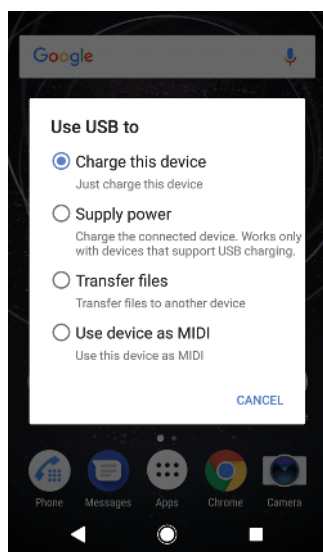 Google
Use USB to
Charge this device
Just charge this device
Supply power
Charge the connected device. Works only
with devices that support USB charging.
Transfer files
Transfer files to another device
Use device as MIDI
Use this device as MIDI
CANCEL
Phone Messages Apps Chrome Camera